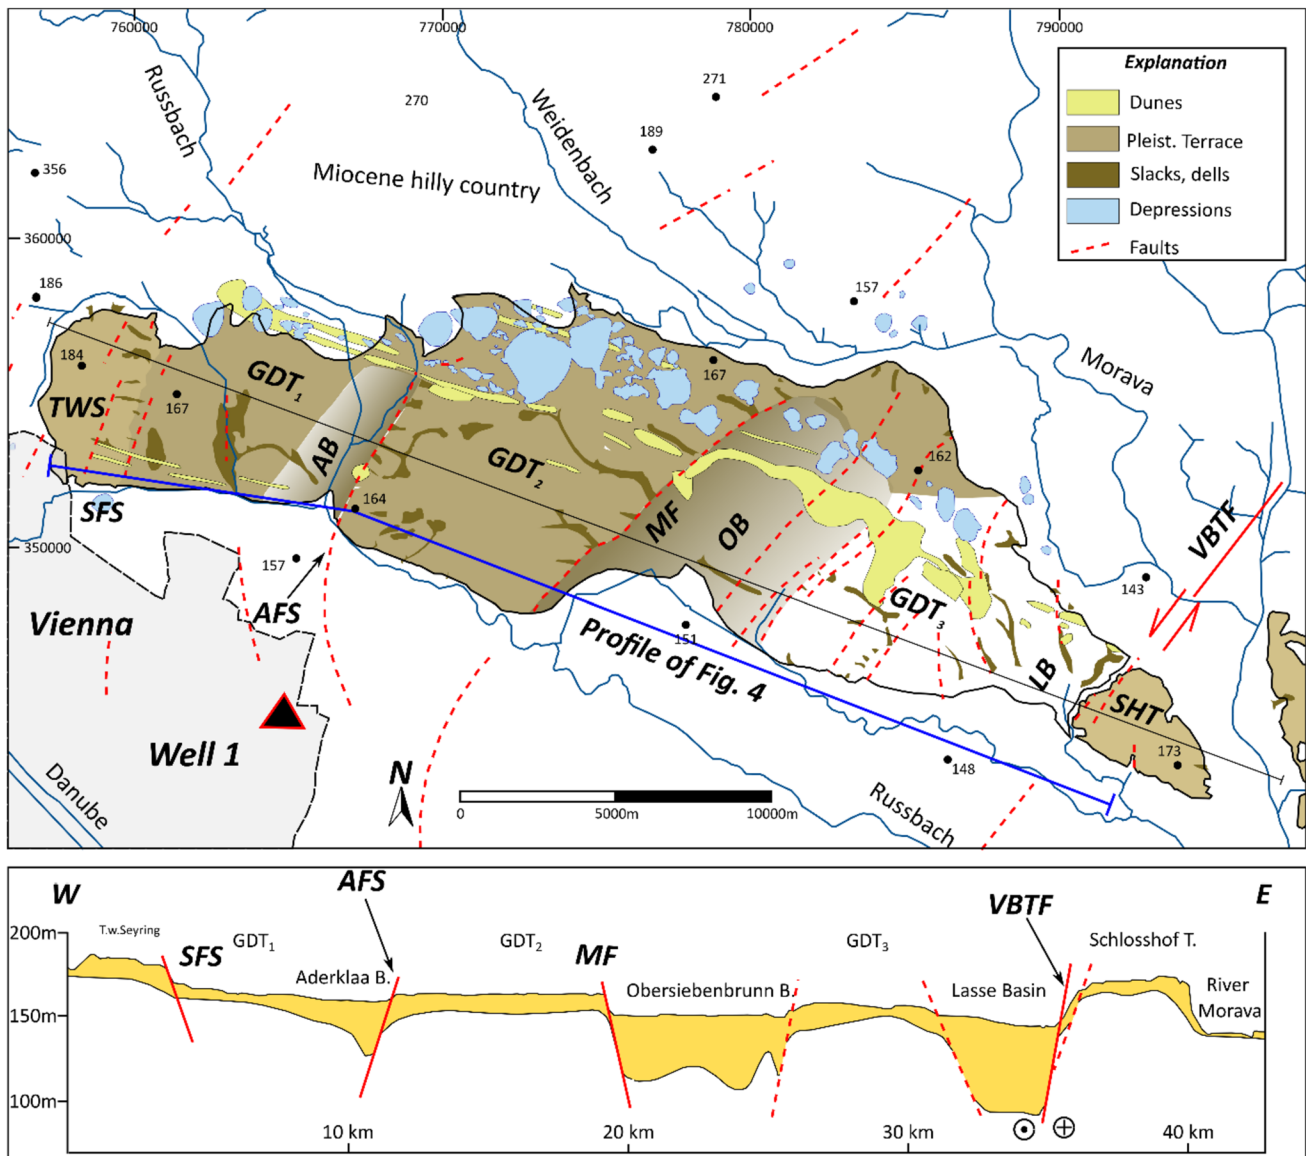 760000
770000
780000
790000
Explanation
Dunes
Pleist. Terrace
Slacks, dells
Depressions
Faults
Russbach
270
Weidenbach
271
189
356
Miocene hilly country
360000
186
157
184
TWS
167
GDT1
AB
GDT2
167
Morava
162
MF
OB
VBTF
SFS
164
350000
157
AFS
GDT3
143
Vienna
151
Profile of Fig. 4
LB
SHT
173
Well 1
148
Danube
N
Russbach
0
5000m
10000m
W
AFS
VBTF
E
200m
T.w.Seyring
GDT1
SFS
GDT2
MF
GDT3
Schlosshof T.
Aderklaa B.
Obersiebenbrunn B.
Lasse Basin
River
Morava
150m
100m
10 km
20 km
30 km
40 km